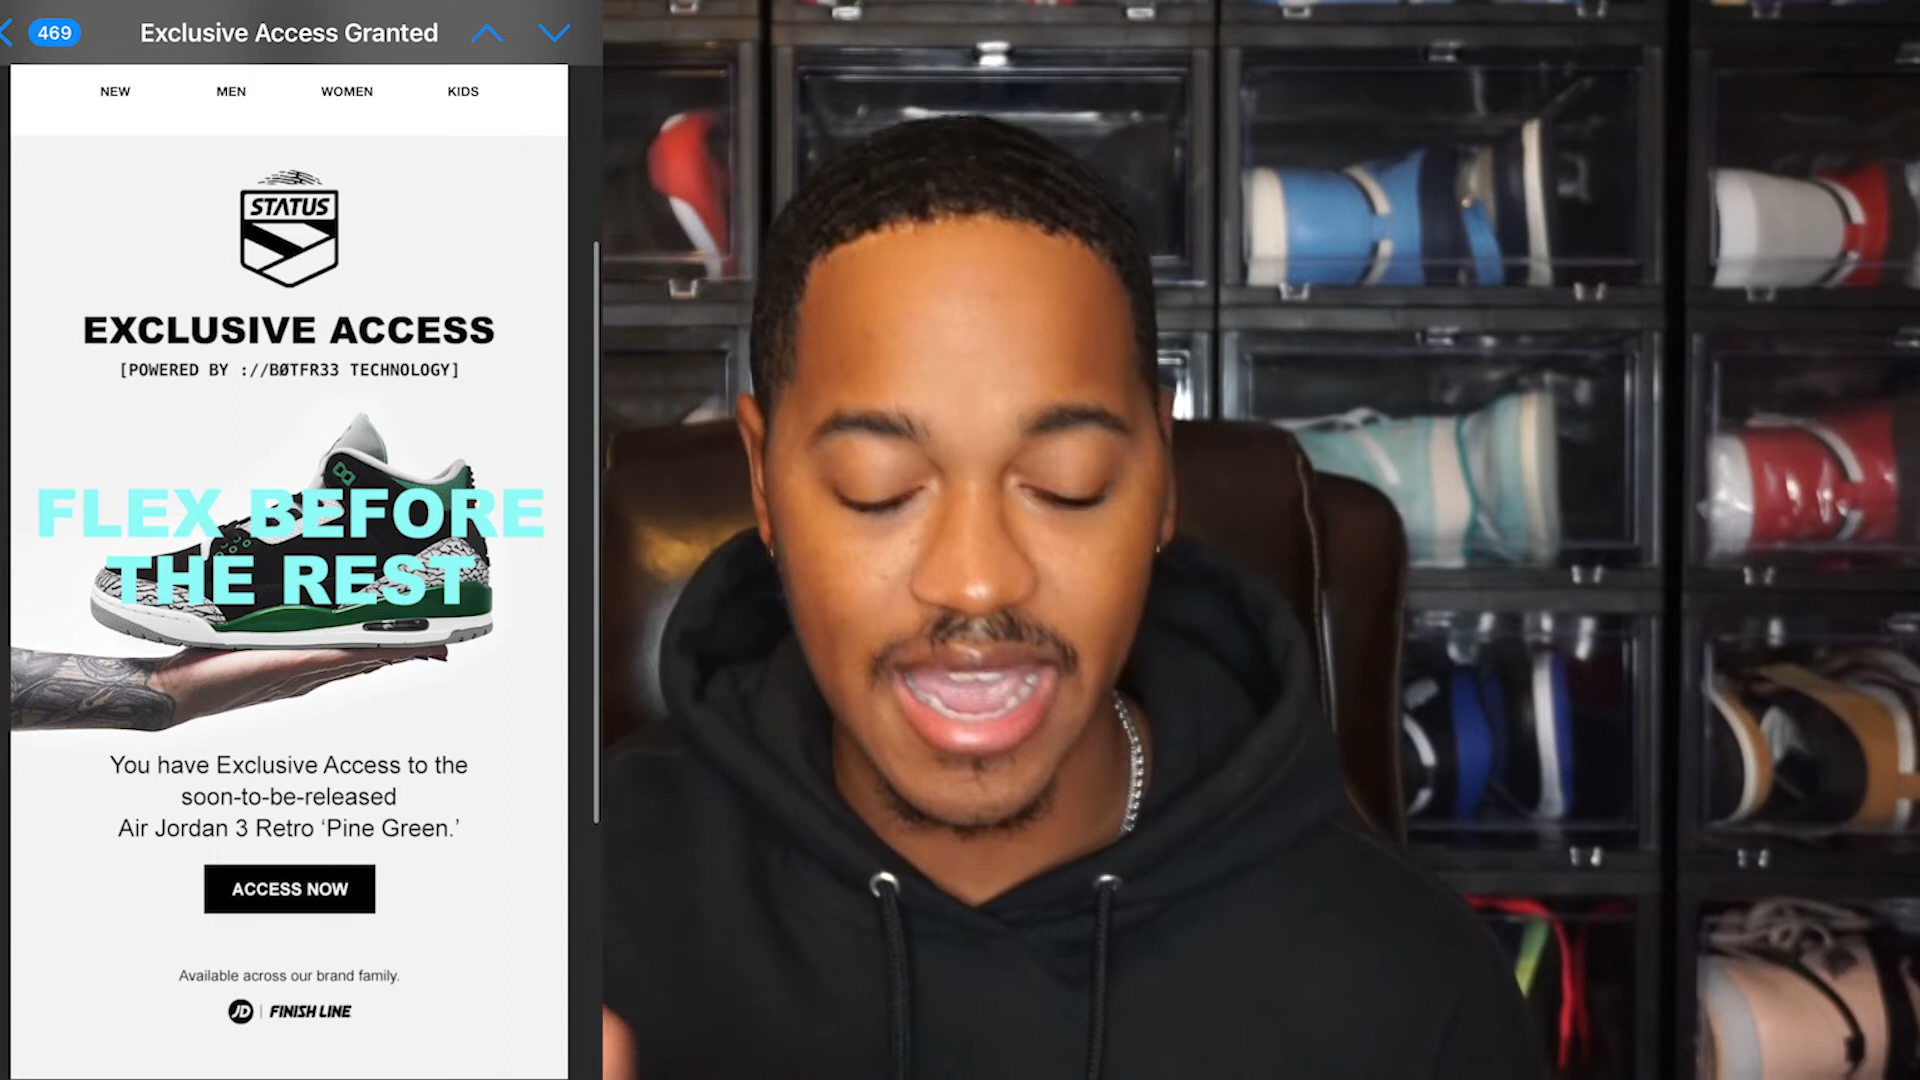 469
Exclusive Access Granted
NEW MEN WOMEN KIDS
STATUS
EXCLUSIVE ACCESS
[POWERED BY ://BØTFR33 TECHNOLOGY]
FLEX BEFORE
THE REST
You have Exclusive Access to the
soon-to-be-released
Air Jordan 3 Retro ‘Pine Green.’
ACCESS NOW
Available across our brand family.
JD | FINISH LINE